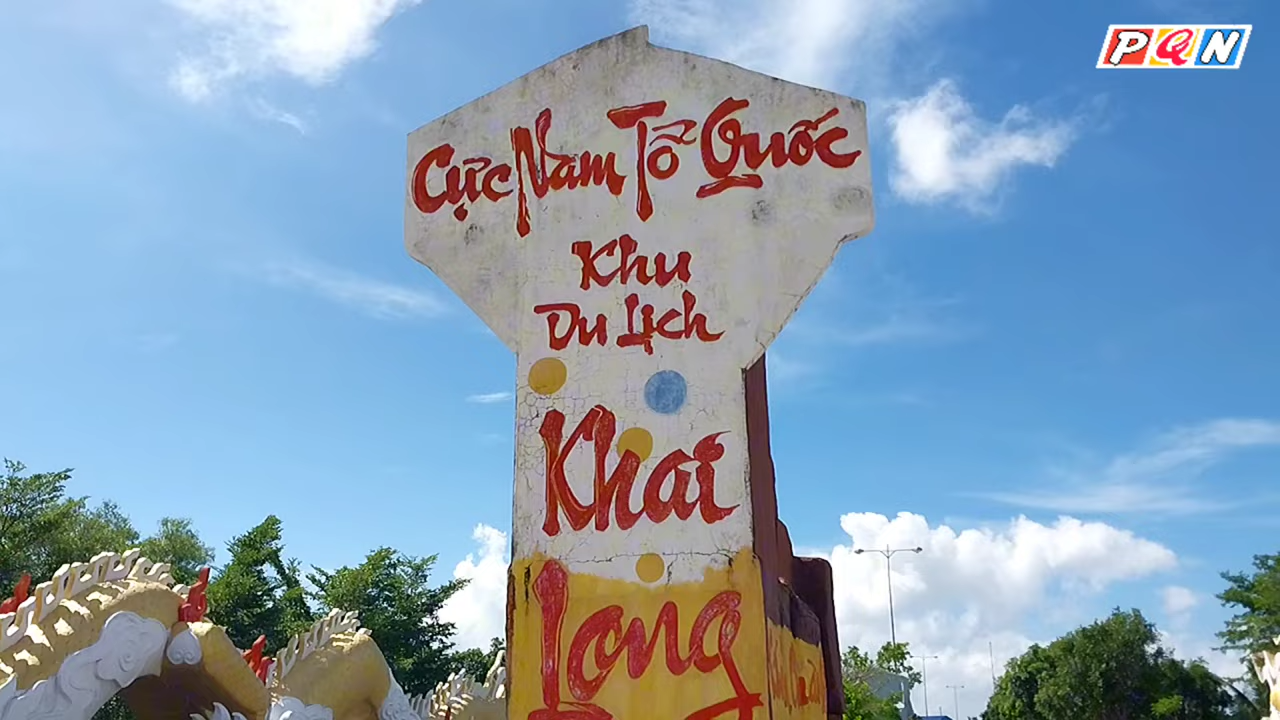 PQN
Cực Nam Tổ Quốc
Khu
Du Lịch
Khai
Long